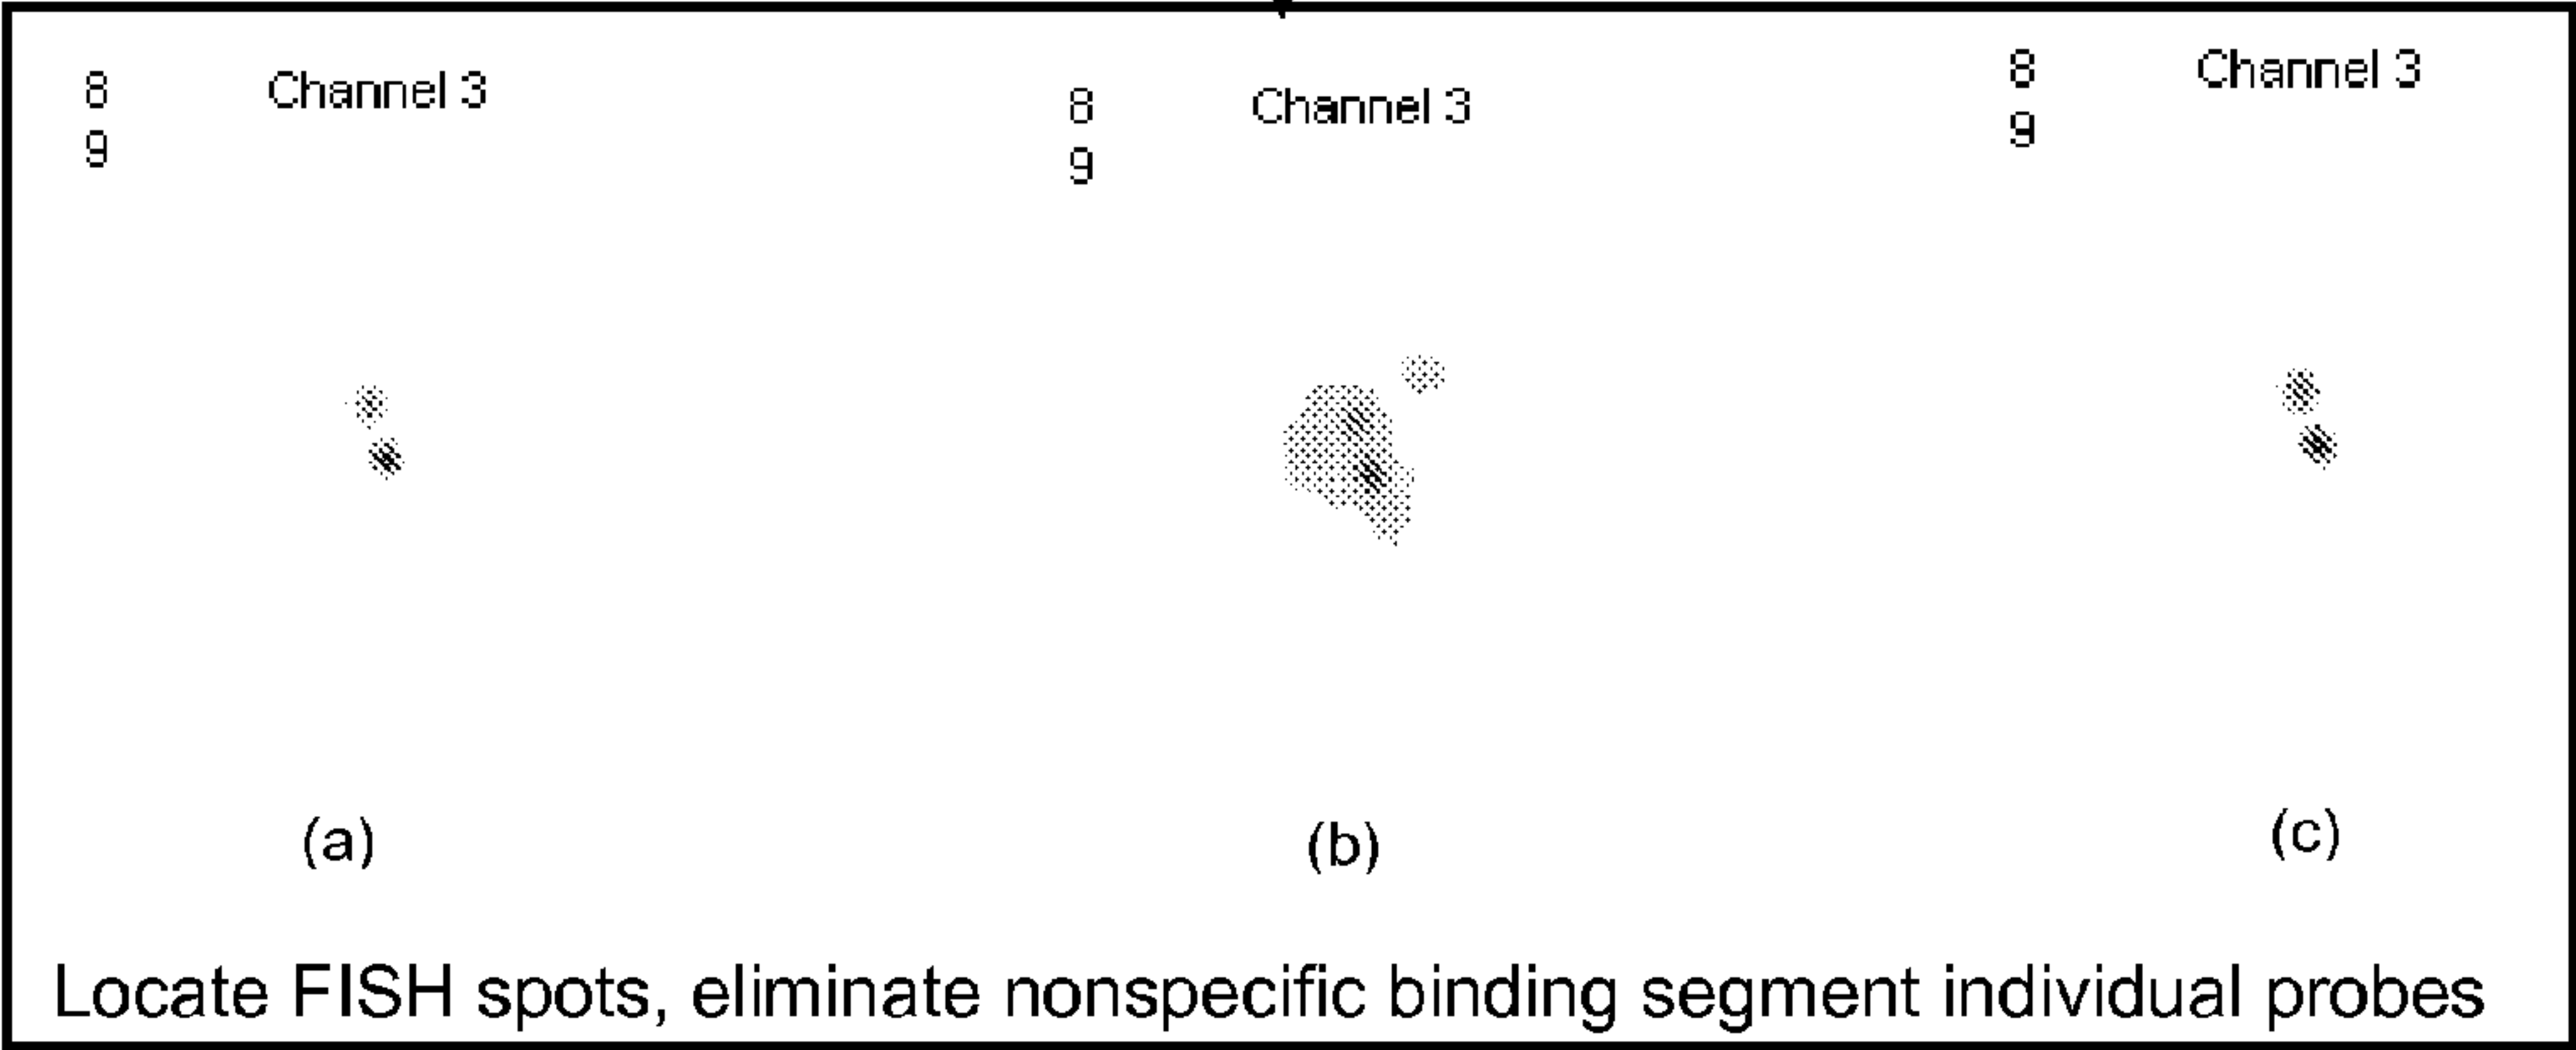 8 Channel 3
9
(a)
8 Channel 3
9
(b)
8 Channel 3
9
(c)
Locate FISH spots, eliminate nonspecific binding segment individual probes